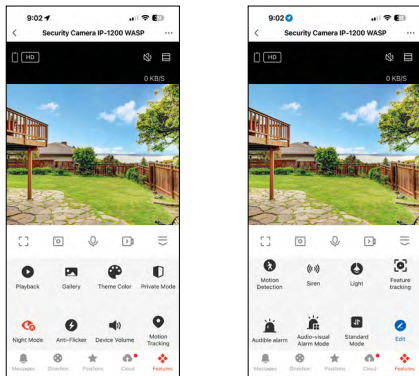 9:02
Security Camera IP-1200 WASP
HD
0 KB/S
Playback
Gallery
Theme Color
Private Mode
Night Mode
Anti-Flicker
Device Volume
Motion
Tracking
Messages
Direction
Positions
Cloud
Features
9:02
Security Camera IP-1200 WASP
HD
0 KB/S
Motion
Detection
Siren
Light
Feature
tracking
Audible alarm
Audio-visual
Alarm Mode
Standard
Mode
Edit
Messages
Direction
Positions
Cloud
Features